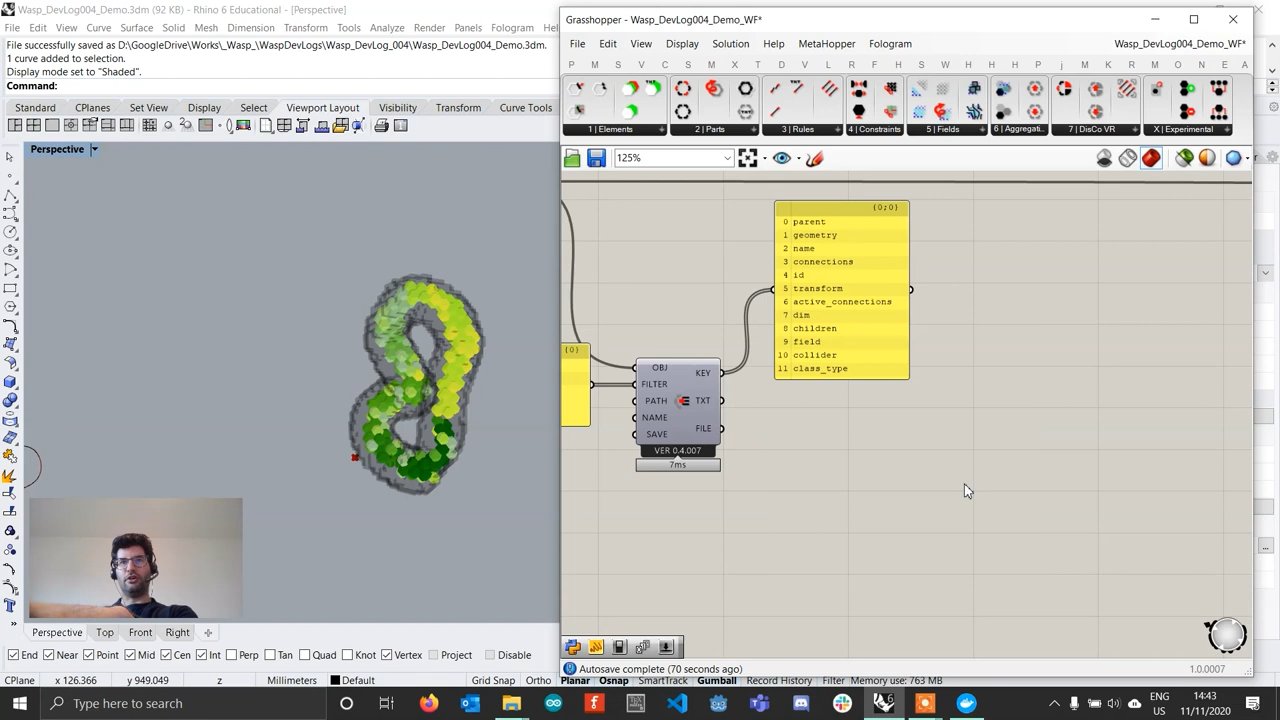 Wasp_DevLog004_Demo.3dm (92 KB) - Rhino 6 Educational - [Perspective]
File Edit View Curve Surface Solid Mesh Dimension Transform Tools Analyze Render Panels Fologram
File successfully saved as D:\GoogleDrive\Works\_Wasp_\WaspDevLogs\Wasp_DevLog_004\WaspDevLog004_Demo.3dm.
1 curve added to selection.
Display mode set to "Shaded".
Command:
Standard CPlanes Set View Display Select Viewport Layout Visibility Transform Curve Tools
Perspective
Perspective Top Front Right
End Near Point Mid Cen Int Perp Tan Quad Knot Vertex Project Disable
CPlane x 126.366 y 949.049 z Millimeters Default Grid Snap Ortho Planar Osnap SmartTrack Gumball Record History Filter Memory use: 763 MB
Grasshopper - Wasp_DevLog004_Demo_WF*
File Edit View Display Solution Help MetaHopper Fologram Wasp_DevLog004_Demo_WF*
P M S V C S M I T D R L R C F H S W H H P j m R M X N O N E A
1 | Elements 2 | Parts 3 | Rules 4 | Constraints 5 | Fields 6 | Aggregati... 7 | DisCo VR X | Experimental
125%
{0;0}
0 parent
1 geometry
2 name
3 connections
4 id
5 transform
6 active_connections
7 dim
8 children
9 field
10 collider
11 class_type
{0}
OBJ
FILTER
PATH
NAME
SAVE
KEY
TXT
FILE
VER 0.4.007
7ms
Autosave complete (70 seconds ago)
1.0.0007
Type here to search
ENG
US
14:43
11/11/2020